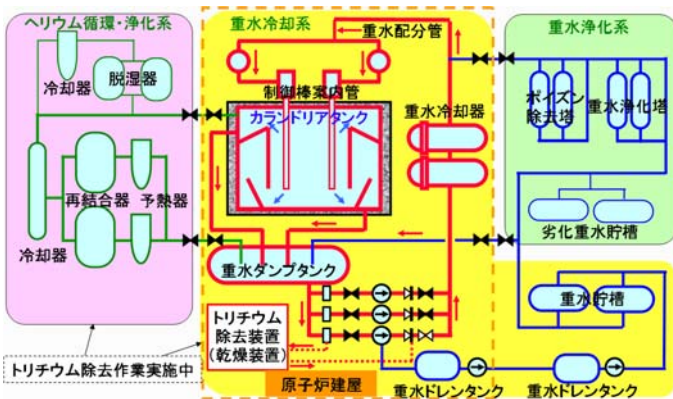 ヘリウム循環・浄化系
冷却器
脱湿器
再結合器
予熱器
冷却器
トリチウム除去作業実施中
重水冷却系
重水配分管
制御棒案内管
カランドリアタンク
重水冷却器
重水ダンプタンク
トリチウム
除去装置
(乾燥装置)
原子炉建屋
重水ドレンタンク
重水浄化系
ポイズン
除去塔
重水浄化塔
劣化重水貯槽
重水貯槽
重水ドレンタンク